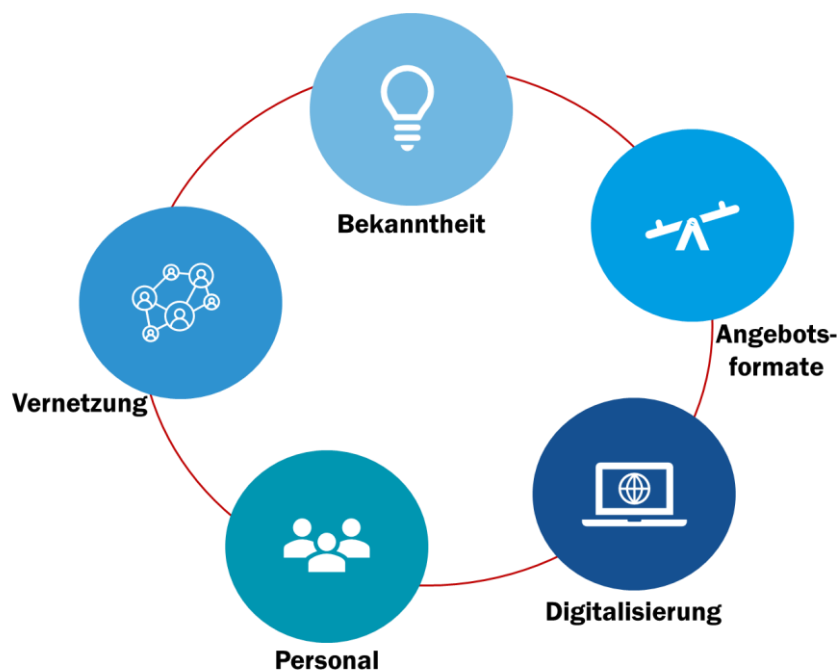 Bekanntheit
Angebots-
formate
Vernetzung
Digitalisierung
Personal